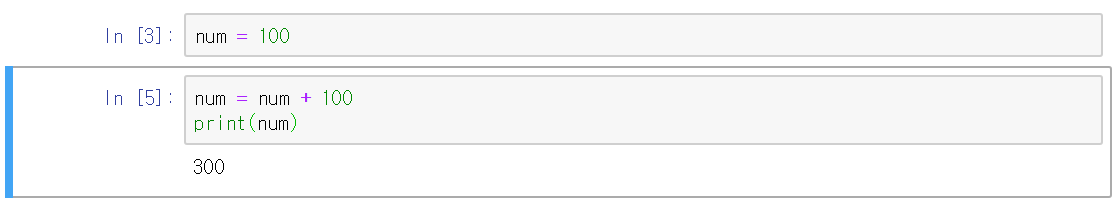 In [3]: num = 100
In [5]: num = num + 100
print(num)
300